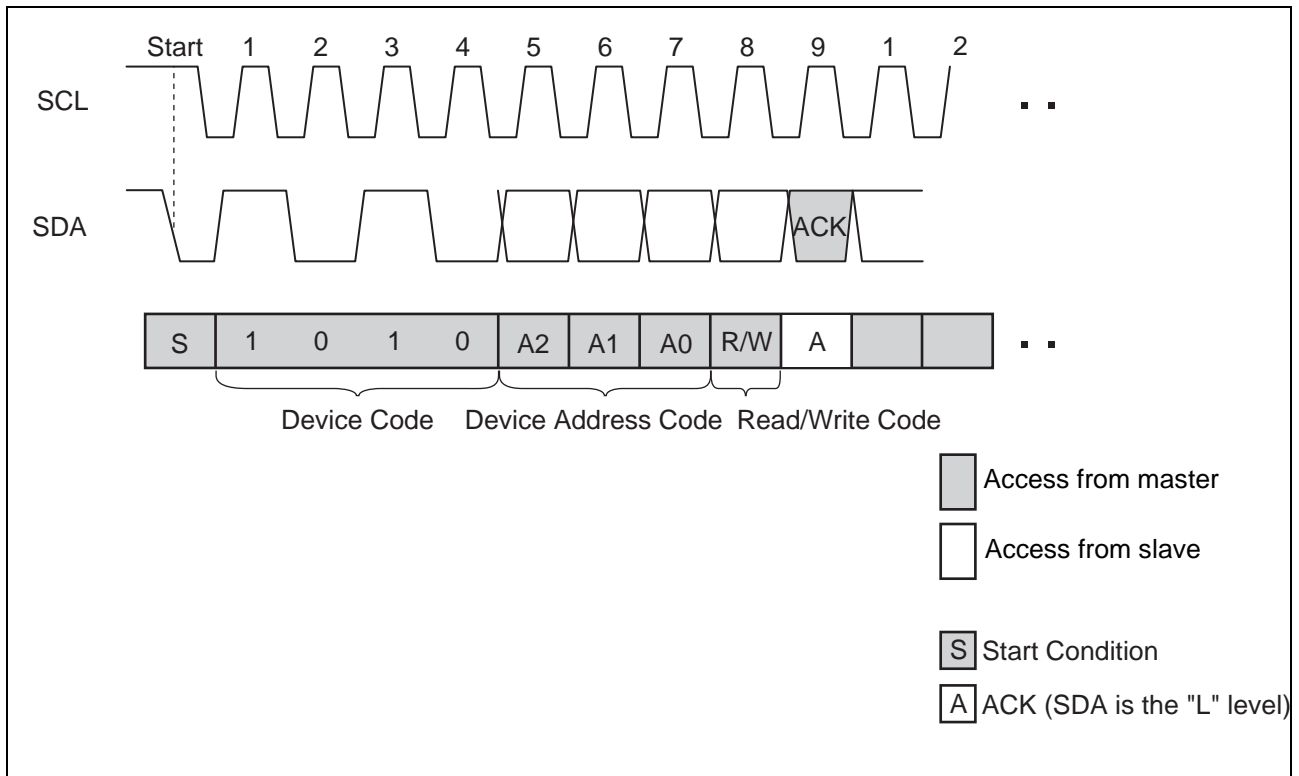 Start 1 2 3 4 5 6 7 8 9 1 2
SCL
SDA
ACK
S 1 0 1 0 A2 A1 A0 R/W A
Device Code Device Address Code Read/Write Code
Access from master
Access from slave
S Start Condition
A ACK (SDA is the "L" level)